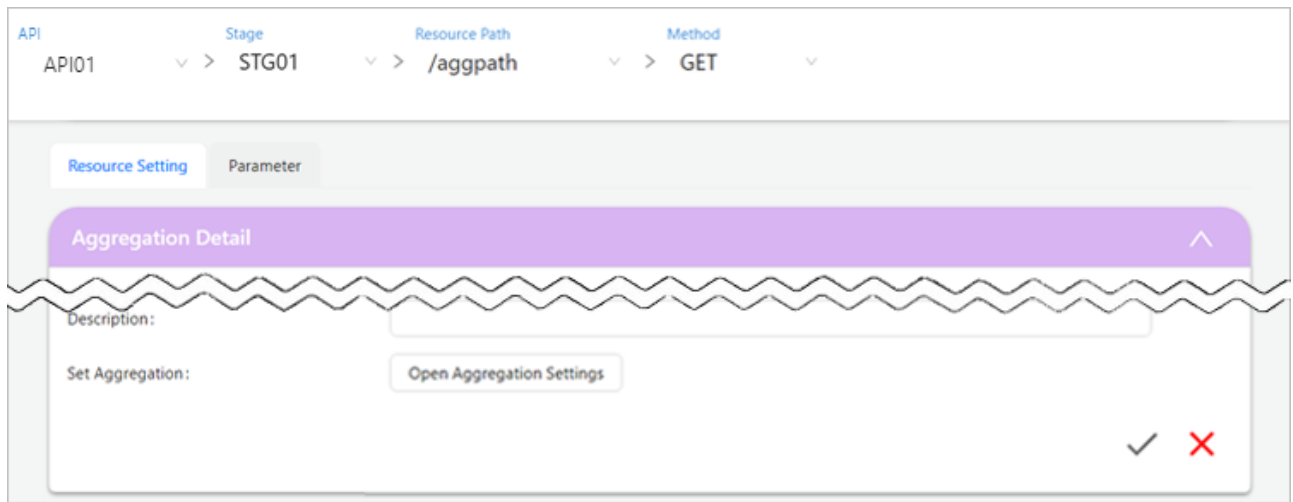 API Stage Resource Path Method
API01 > STG01 > /aggpath > GET
Resource Setting Parameter
Aggregation Detail
Description:
Set Aggregation: Open Aggregation Settings